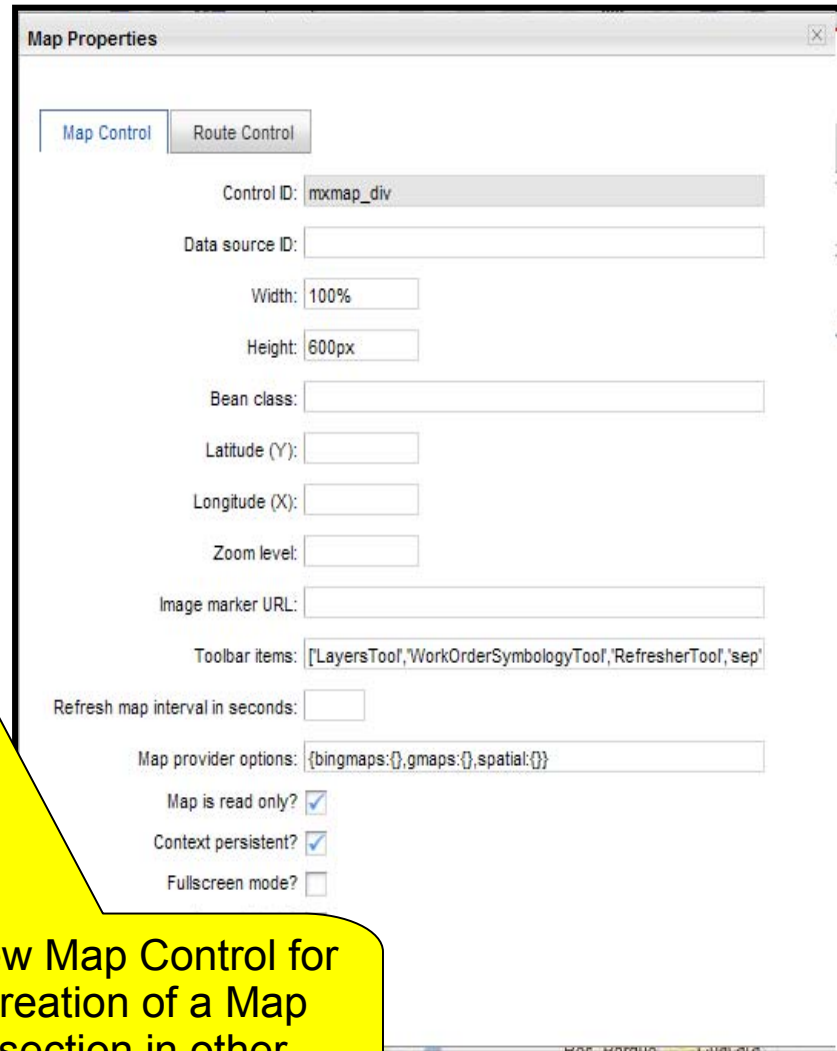 Map Properties
Map Control Route Control
Control ID: mxmap_div
Data source ID:
Width: 100%
Height: 600px
Bean class:
Latitude (Y):
Longitude (X):
Zoom level:
Image marker URL:
Toolbar items: ['LayersTool','WorkOrderSymbologyTool','RefresherTool','sep'
Refresh map interval in seconds:
Map provider options: {bingmaps:{},gmaps:{},spatial:{}}
Map is read only?
Context persistent?
Fullscreen mode?
Map Control for
a Map
section in other